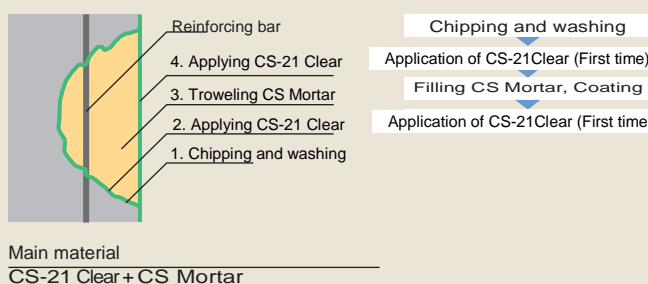 Reinforcing bar
4. Applying CS-21 Clear
3. Troweling CS Mortar
2. Applying CS-21 Clear
1. Chipping and washing
Chipping and washing
Application of CS-21Clear (First time)
Filling CS Mortar, Coating
Application of CS-21Clear (First time
Main material
CS-21 Clear+CS Mortar